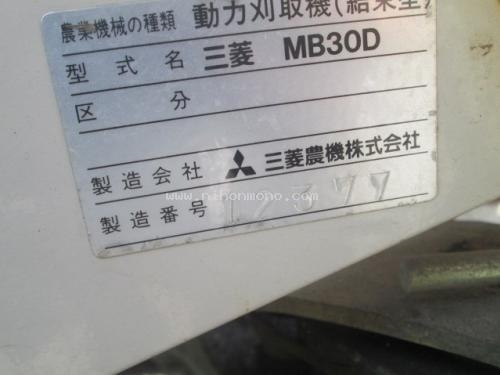 農業機械の種類 動力刈取機(結束型)
型式名 三菱 MB30D
区分
製造会社 三菱農機株式会社
www.nihonmono.com
製造番号 12377